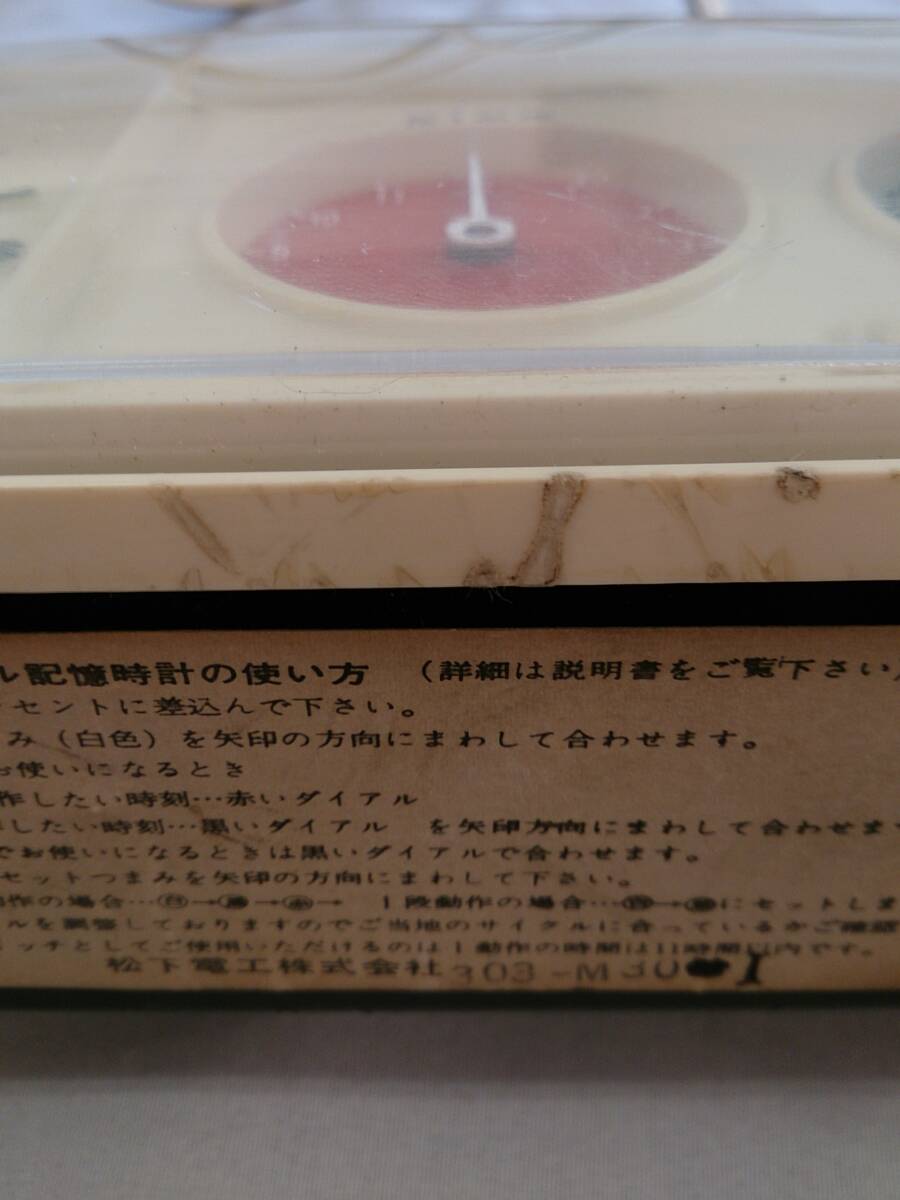 9 10 11
ル記憶時計の使い方 （詳細は説明書をご覧下さい）
セントに差込んで下さい。
み（白色）を矢印の方向にまわして合わせます。
お使いになるとき
作したい時刻…赤いダイアル
したい時刻…黒いダイアル を矢印方向にまわして合わせま
でお使いになるときは黒いダイアルで合わせます。
セットつまみを矢印の方向にまわして下さい。
作の場合… → → → 1段動作の場合… → にセットしま
ルを調整しておりますのでご当地のサイクルに合っているかご確認
ッチとしてご使用いただけるのは1動作の時間は11時間以内です。
松下電工株式会社 303-M